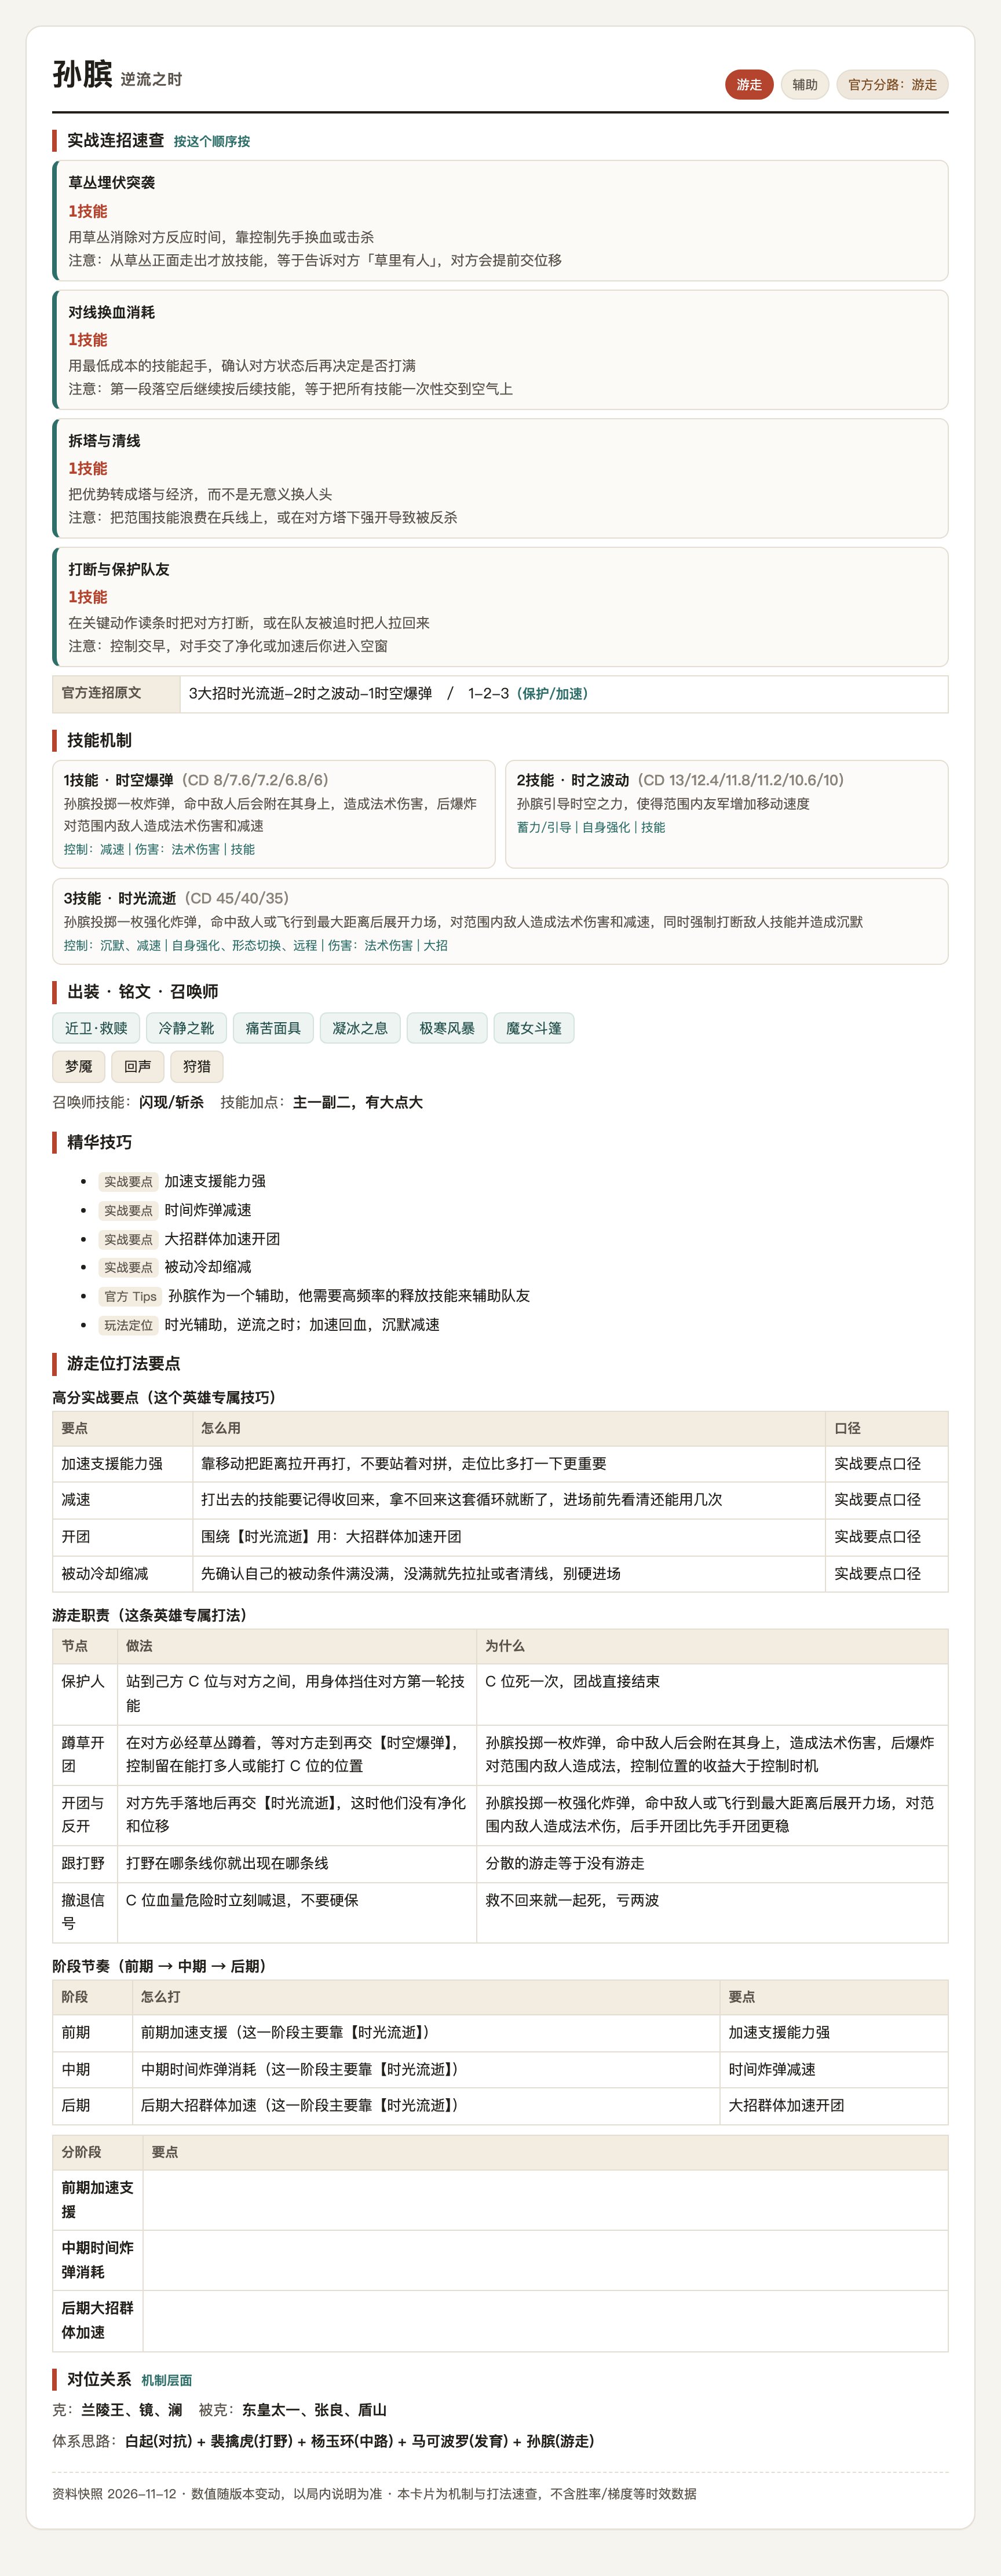 孙膑 逆流之时
游走 辅助 官方分路：游走
实战连招速查 按这个顺序按
草丛埋伏突袭
1技能
用草丛消除对方反应时间，靠控制先手换血或击杀
注意：从草丛正面走出才放技能，等于告诉对方「草里有人」，对方会提前交位移
对线换血消耗
1技能
用最低成本的技能起手，确认对方状态后再决定是否打满
注意：第一段落空后继续按后续技能，等于把所有技能一次性交到空气上
拆塔与清线
1技能
把优势转成塔与经济，而不是无意义换人头
注意：把范围技能浪费在兵线上，或在对方塔下强开导致被反杀
打断与保护队友
1技能
在关键动作读条时把对方打断，或在队友被追时把人拉回来
注意：控制交早，对手交了净化或加速后你进入空窗
官方连招原文 3大招时光流逝–2时之波动–1时空爆弹 / 1–2–3（保护/加速）
技能机制
1技能 · 时空爆弹（CD 8/7.6/7.2/6.8/6）
孙膑投掷一枚炸弹，命中敌人后会附在其身上，造成法术伤害，后爆炸
对范围内敌人造成法术伤害和减速
控制：减速 | 伤害：法术伤害 | 技能
2技能 · 时之波动（CD 13/12.4/11.8/11.2/10.6/10）
孙膑引导时空之力，使得范围内友军增加移动速度
蓄力/引导 | 自身强化 | 技能
3技能 · 时光流逝（CD 45/40/35）
孙膑投掷一枚强化炸弹，命中敌人或飞行到最大距离后展开力场，对范围内敌人造成法术伤害和减速，同时强制打断敌人技能并造成沉默
控制：沉默、减速 | 自身强化、形态切换、远程 | 伤害：法术伤害 | 大招
出装 · 铭文 · 召唤师
近卫·救赎 冷静之靴 痛苦面具 凝冰之息 极寒风暴 魔女斗篷
梦魇 回声 狩猎
召唤师技能：闪现/斩杀 技能加点：主一副二，有大点大
精华技巧
• 实战要点 加速支援能力强
• 实战要点 时间炸弹减速
• 实战要点 大招群体加速开团
• 实战要点 被动冷却缩减
• 官方 Tips 孙膑作为一个辅助，他需要高频率的释放技能来辅助队友
• 玩法定位 时光辅助，逆流之时；加速回血，沉默减速
游走位打法要点
高分实战要点（这个英雄专属技巧）
要点 怎么用 口径
加速支援能力强 靠移动把距离拉开再打，不要站着对拼，走位比多打一下更重要 实战要点口径
减速 打出去的技能要记得收回来，拿不回来这套循环就断了，进场前先看清还能用几次 实战要点口径
开团 围绕【时光流逝】用：大招群体加速开团 实战要点口径
被动冷却缩减 先确认自己的被动条件满没满，没满就先拉扯或者清线，别硬进场 实战要点口径
游走职责（这条英雄专属打法）
节点 做法 为什么
保护人 站到己方 C 位与对方之间，用身体挡住对方第一轮技
能 C 位死一次，团战直接结束
蹲草开
团 在对方必经草丛蹲着，等对方走到再交【时空爆弹】，
控制留在能打多人或能打 C 位的位置 孙膑投掷一枚炸弹，命中敌人后会附在其身上，造成法术伤害，后爆炸
对范围内敌人造成法，控制位置的收益大于控制时机
开团与
反开 对方先手落地后再交【时光流逝】，这时他们没有净化
和位移 孙膑投掷一枚强化炸弹，命中敌人或飞行到最大距离后展开力场，对范
围内敌人造成法术伤，后手开团比先手开团更稳
跟打野 打野在哪条线你就出现在哪条线 分散的游走等于没有游走
撤退信
号 C 位血量危险时立刻喊退，不要硬保 救不回来就一起死，亏两波
阶段节奏（前期 → 中期 → 后期）
阶段 怎么打 要点
前期 前期加速支援（这一阶段主要靠【时光流逝】） 加速支援能力强
中期 中期时间炸弹消耗（这一阶段主要靠【时光流逝】） 时间炸弹减速
后期 后期大招群体加速（这一阶段主要靠【时光流逝】） 大招群体加速开团
分阶段 要点
前期加速支
援
中期时间炸
弹消耗
后期大招群
体加速
对位关系 机制层面
克：兰陵王、镜、澜 被克：东皇太一、张良、盾山
体系思路：白起(对抗) + 裴擒虎(打野) + 杨玉环(中路) + 马可波罗(发育) + 孙膑(游走)
资料快照 2026–11–12 · 数值随版本变动，以局内说明为准 · 本卡片为机制与打法速查，不含胜率/梯度等时效数据